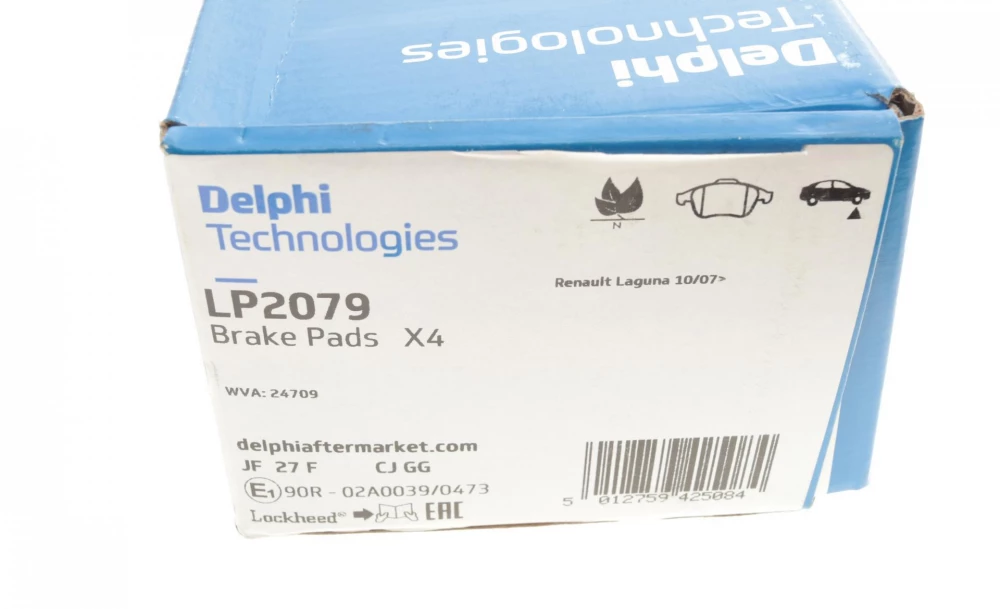 Delphi
Technologies
Delphi
Technologies
N
LP2079
Brake Pads X4
Renault Laguna 10/07>
WVA: 24709
delphiaftermarket.com
JF 27 F CJ GG
E1 90R - 02A0039/0473
Lockheed® EAC
5 012759 425084